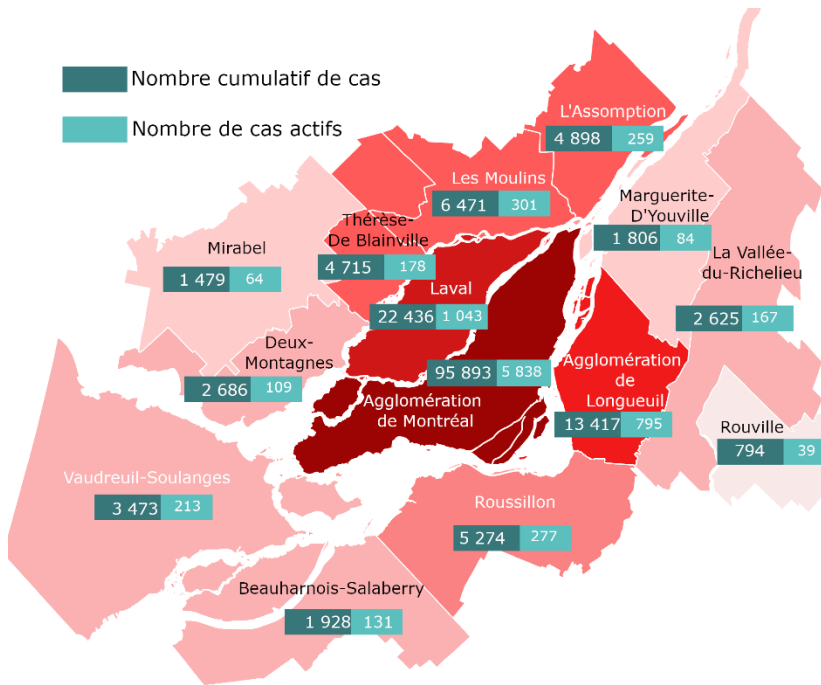 Nombre cumulatif de cas
Nombre de cas actifs
L'Assomption
4 898 259
Les Moulins
6 471 301
Marguerite-
D'Youville
1 806 84
Thérèse-
De Blainville
4 715 178
Mirabel
1 479 64
La Vallée-
du-Richelieu
2 625 167
Laval
22 436 1 043
Deux-
Montagnes
2 686 109
95 893 5 838
Agglomération
de Montréal
Agglomération
de
Longueuil
13 417 795
Rouville
794 39
Vaudreuil-Soulanges
3 473 213
Roussillon
5 274 277
Beauharnois-Salaberry
1 928 131